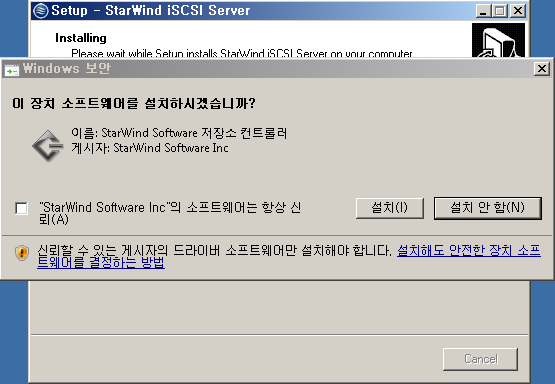 Setup - StarWind iSCSI Server
Installing
Please wait while Setup installs StarWind iSCSI Server on your computer
Windows 보안
이 장치 소프트웨어를 설치하시겠습니까?
이름: StarWind Software 저장소 컨트롤러
게시자: StarWind Software Inc
"StarWind Software Inc"의 소프트웨어는 항상 신
뢰(A)
설치(I)
설치 안 함(N)
신뢰할 수 있는 게시자의 드라이버 소프트웨어만 설치해야 합니다. 설치해도 안전한 장치 소프
트웨어를 결정하는 방법
Cancel